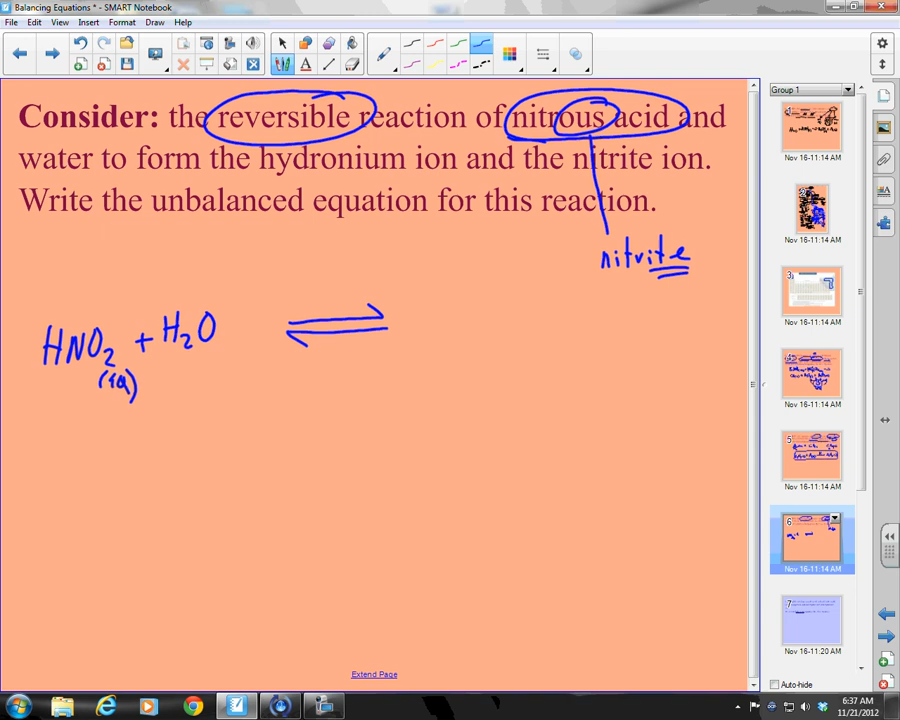 Balancing Equations * - SMART Notebook
File Edit View Insert Format Draw Help
Group 1
Consider: the reversible reaction of nitrous acid and
water to form the hydronium ion and the nitrite ion.
Write the unbalanced equation for this reaction.
nitrite
HNO2 + H2O ⇌
(aq)
Nov 16-11:14 AM
Nov 16-11:14 AM
3
Nov 16-11:14 AM
Nov 16-11:14 AM
5
Nov 16-11:14 AM
6
Nov 16-11:14 AM
7
Nov 16-11:20 AM
Extend Page
Auto-hide
6:37 AM
11/21/2012